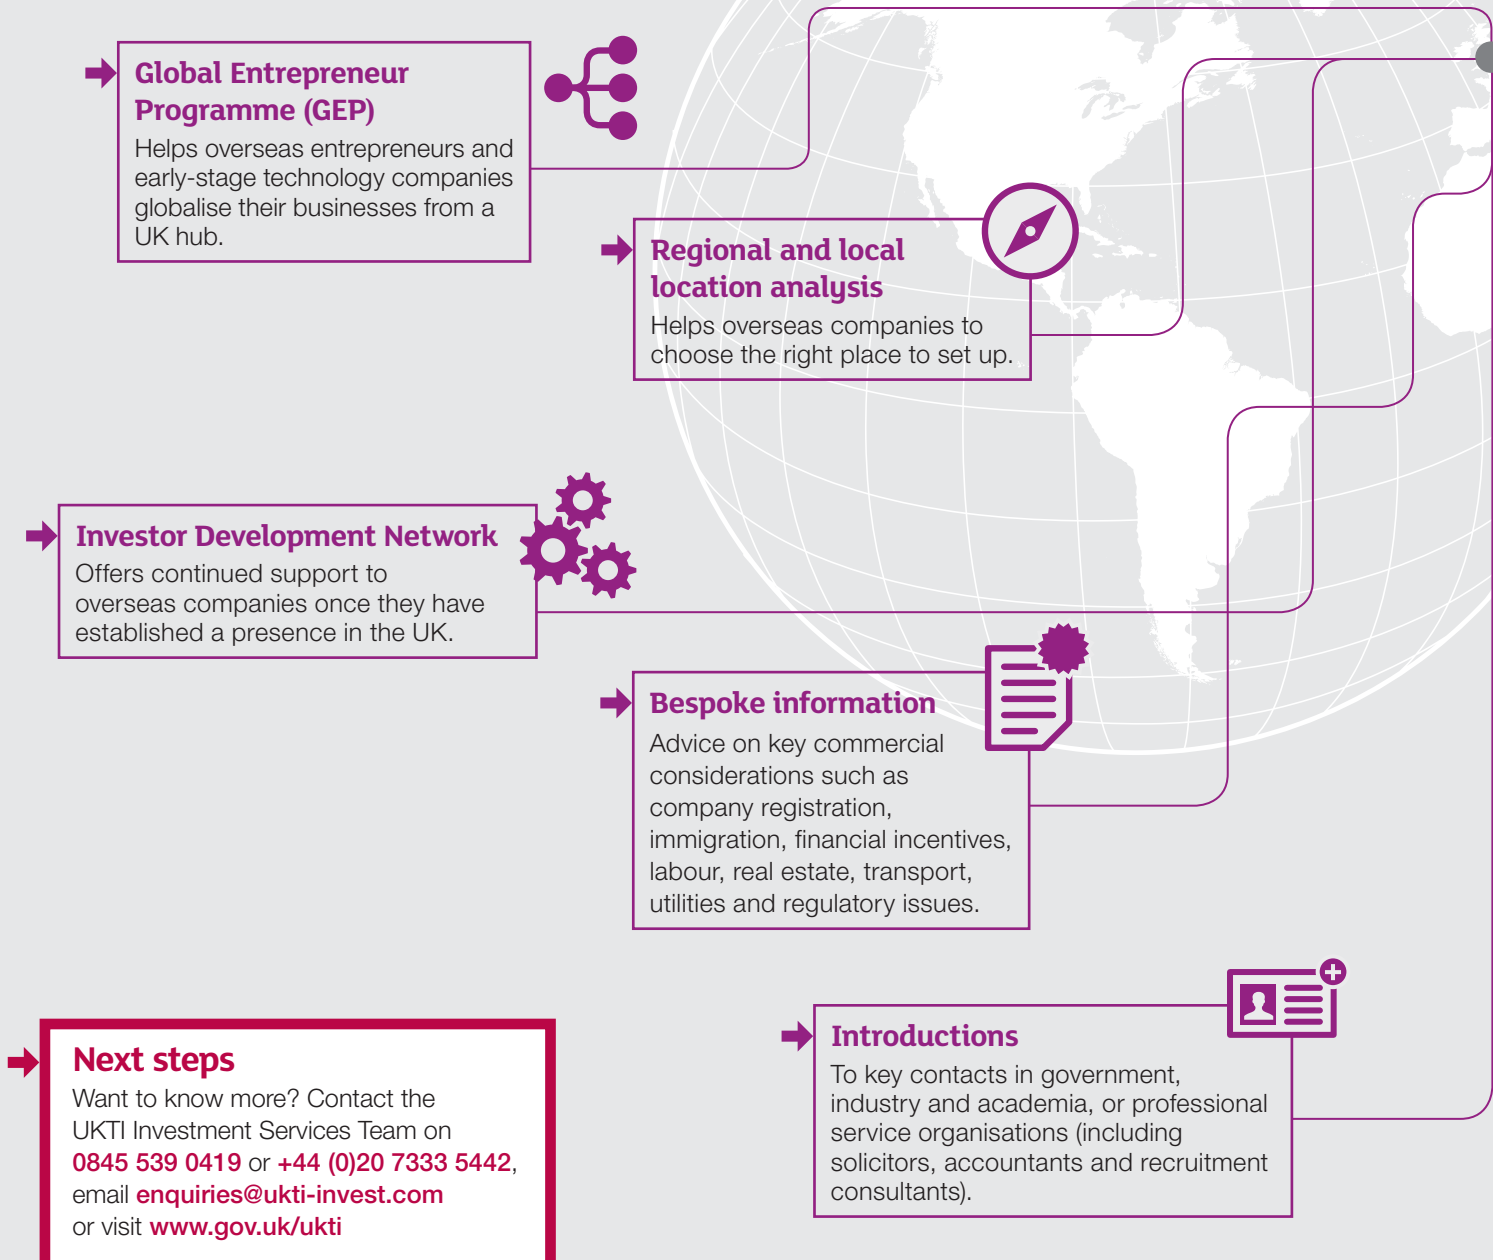 Global Entrepreneur
Programme (GEP)
Helps overseas entrepreneurs and
early-stage technology companies
globalise their businesses from a
UK hub.
Regional and local
location analysis
Helps overseas companies to
choose the right place to set up.
Investor Development Network
Offers continued support to
overseas companies once they have
established a presence in the UK.
Bespoke information
Advice on key commercial
considerations such as
company registration,
immigration, financial incentives,
labour, real estate, transport,
utilities and regulatory issues.
Introductions
To key contacts in government,
industry and academia, or professional
service organisations (including
solicitors, accountants and recruitment
consultants).
Next steps
Want to know more? Contact the
UKTI Investment Services Team on
0845 539 0419 or +44 (0)20 7333 5442,
email enquiries@ukti-invest.com
or visit www.gov.uk/ukti